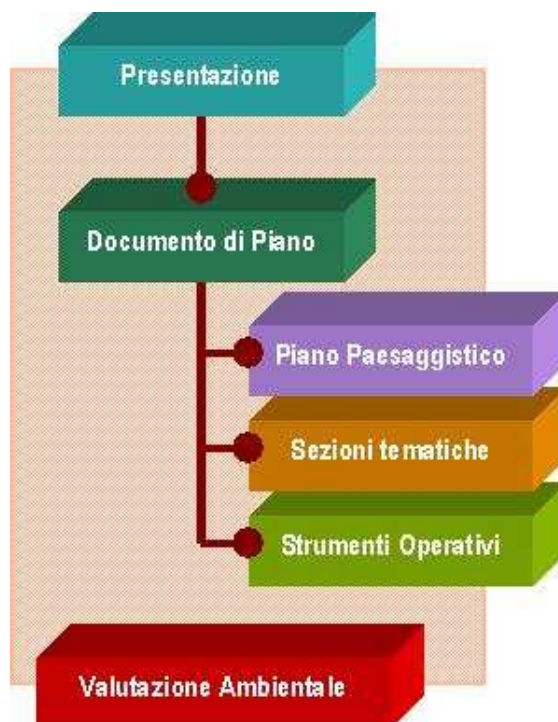 Presentazione
Documento di Piano
Piano Paesaggistico
Sezioni tematiche
Strumenti Operativi
Valutazione Ambientale